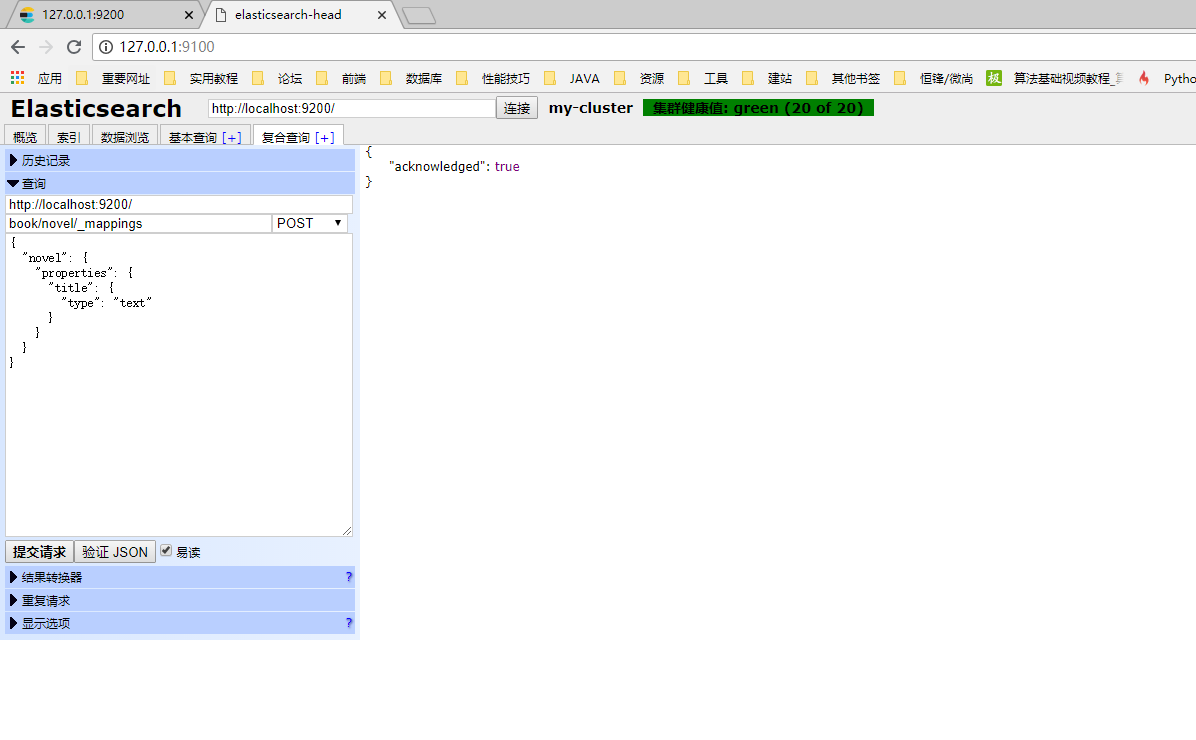 127.0.0.1:9200
elasticsearch-head
127.0.0.1:9100
应用 重要网址 实用教程 论坛 前端 数据库 性能技巧 JAVA 资源 工具 建站 其他书签 恒锋/微尚 极 算法基础视频教程_ Pytho
Elasticsearch http://localhost:9200/ 连接 my-cluster 集群健康值: green (20 of 20)
概览 索引 数据浏览 基本查询 [+] 复合查询 [+]
历史记录
查询
http://localhost:9200/
book/novel/_mappings POST
{
"novel": {
"properties": {
"title": {
"type": "text"
}
}
}
}
提交请求 验证 JSON 易读
结果转换器 ?
重复请求
显示选项 ?
{
"acknowledged": true
}